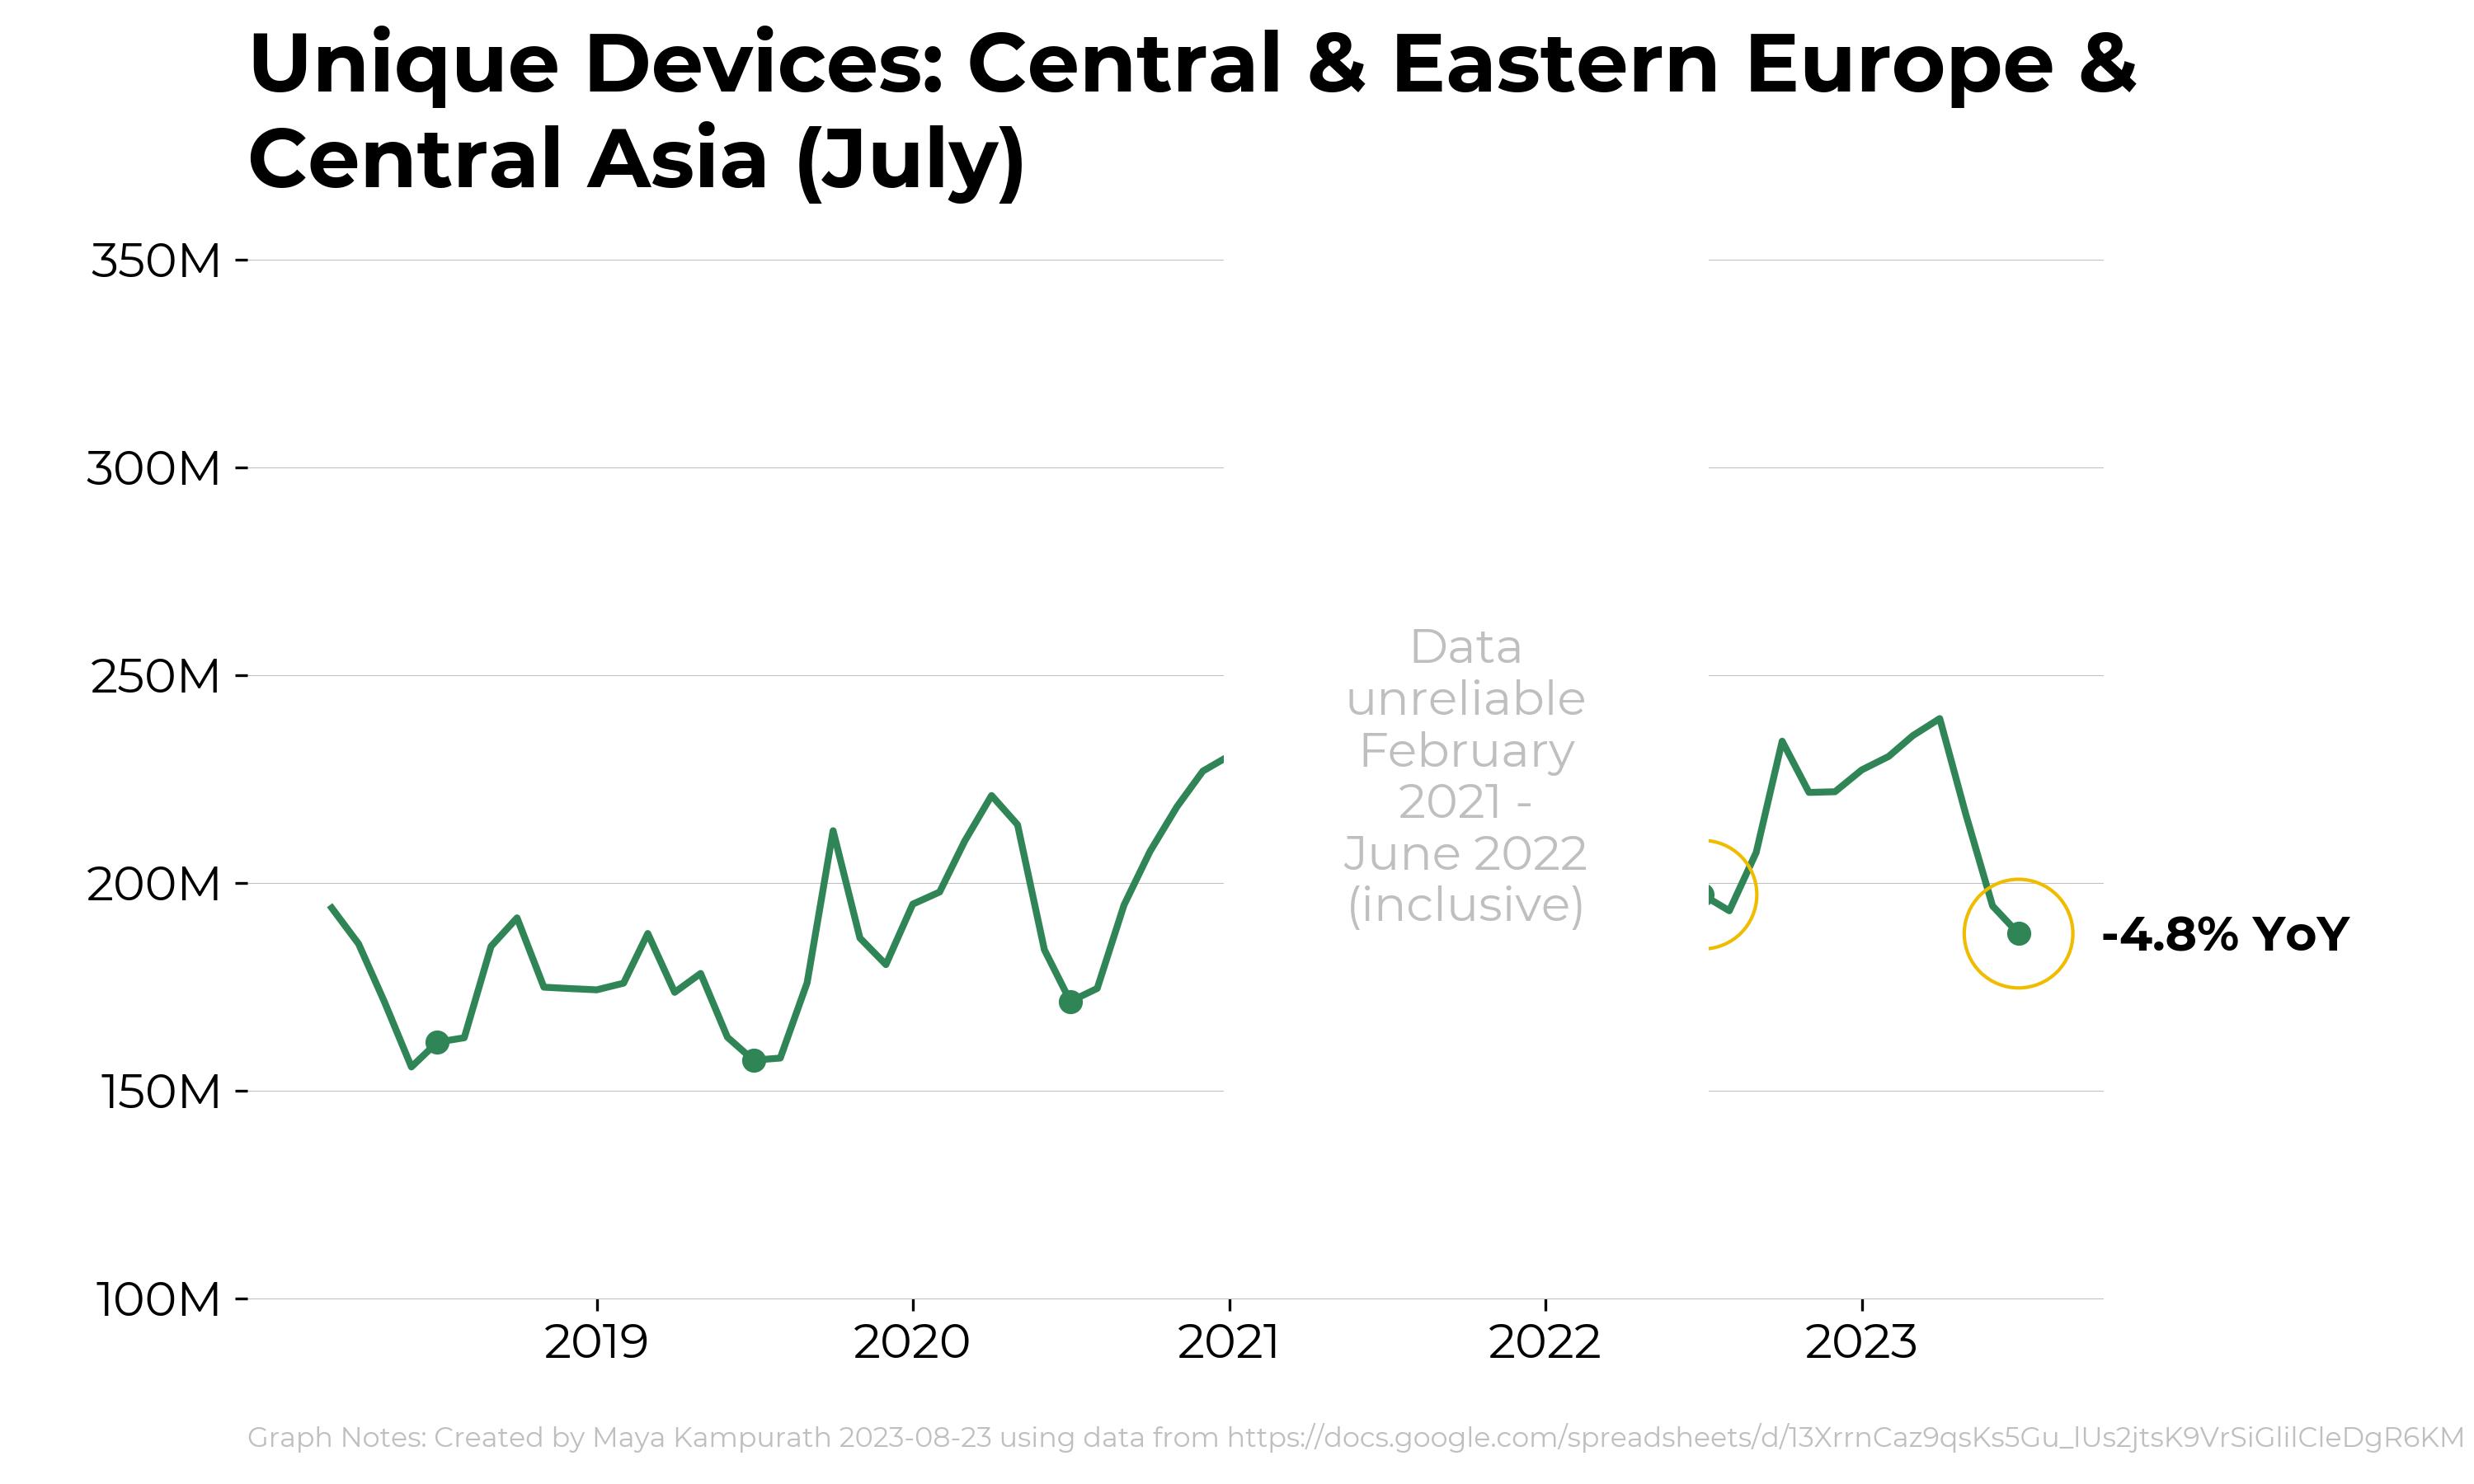 Unique Devices: Central & Eastern Europe &
Central Asia (July)
350M
300M
250M
200M
150M
100M
Data
unreliable
February
2021 -
June 2022
(inclusive)
-4.8% YoY
2019
2020
2021
2022
2023
Graph Notes: Created by Maya Kampurath 2023-08-23 using data from https://docs.google.com/spreadsheets/d/13XrrnCaz9qsKs5Gu_lUs2jtsK9VrSiGlilCleDgR6KM